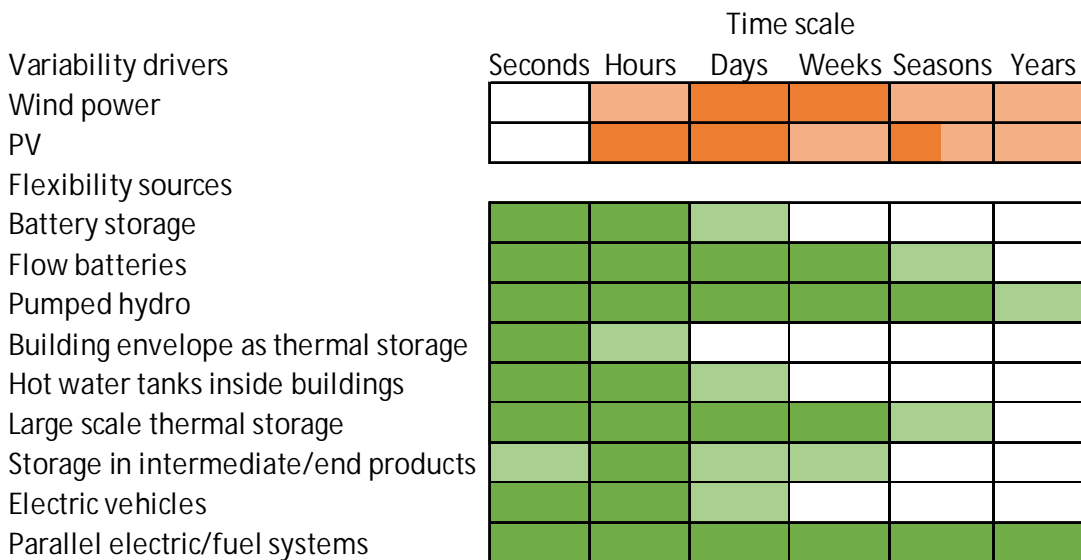 Time scale
Variability drivers Seconds Hours Days Weeks Seasons Years
Wind power
PV
Flexibility sources
Battery storage
Flow batteries
Pumped hydro
Building envelope as thermal storage
Hot water tanks inside buildings
Large scale thermal storage
Storage in intermediate/end products
Electric vehicles
Parallel electric/fuel systems